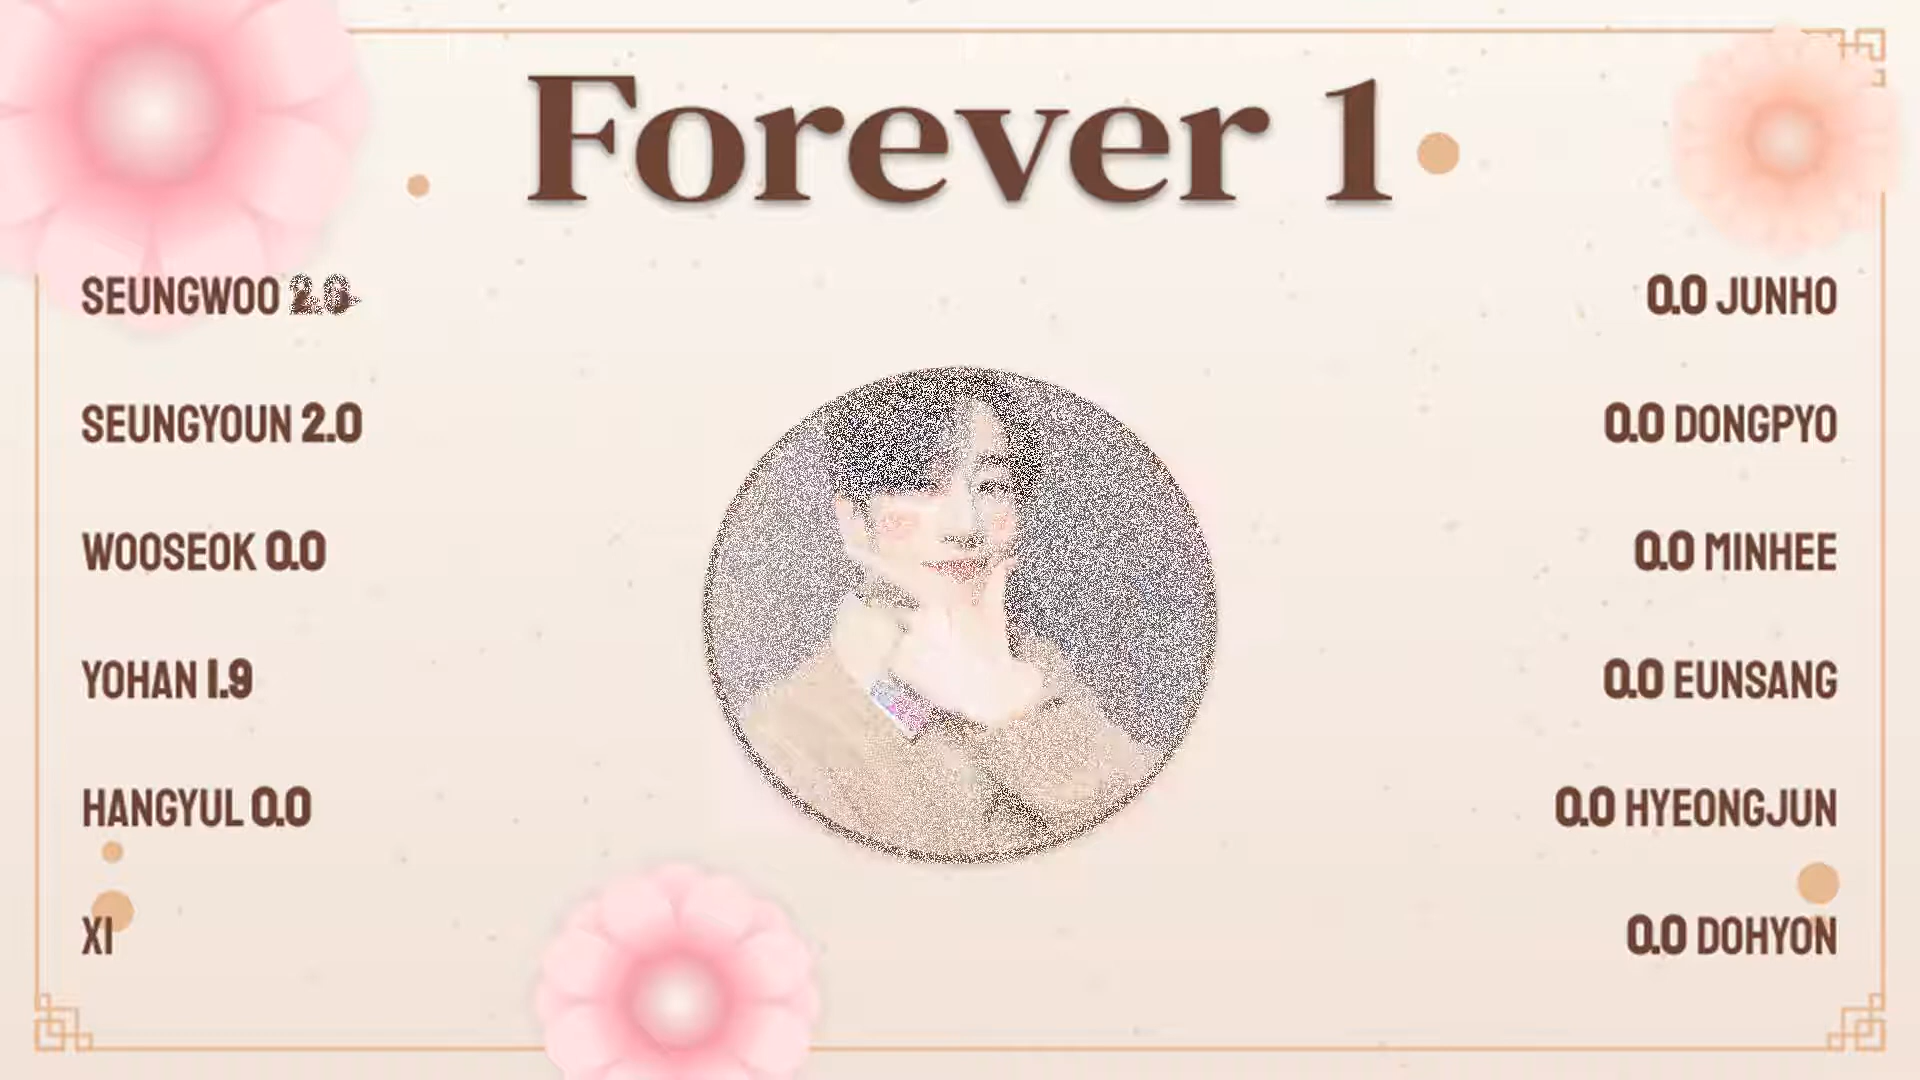 Forever 1
SEUNGWOO
SEUNGYOUN 2.0
WOOSEOK 0.0
YOHAN 1.9
HANGYUL 0.0
XI
0.0 JUNHO
0.0 DONGPYO
0.0 MINHEE
0.0 EUNSANG
0.0 HYEONGJUN
0.0 DOHYON